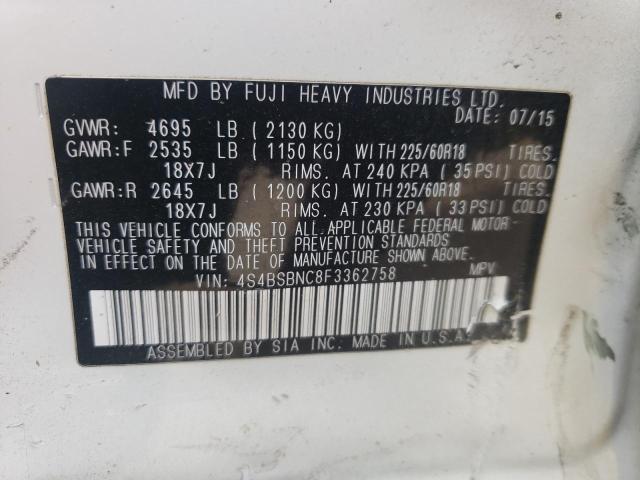 MFD BY FUJI HEAVY INDUSTRIES LTD.
DATE: 07/15
GVWR: 4695 LB (2130 KG)
GAWR:F 2535 LB (1150 KG) WITH 225/60R18 TIRES.
18X7J RIMS. AT 240 KPA (35 PSI) COLD
GAWR:R 2645 LB (1200 KG) WITH 225/60R18 TIRES.
18X7J RIMS. AT 230 KPA (33 PSI) COLD
THIS VEHICLE CONFORMS TO ALL APPLICABLE FEDERAL MOTOR-
VEHICLE SAFETY AND THEFT PREVENTION STANDARDS
IN EFFECT ON THE DATE OF MANUFACTURE SHOWN ABOVE.
VIN: 4S4BSBNC8F3362758 MPV
ASSEMBLED BY SIA INC. MADE IN U.S.A.